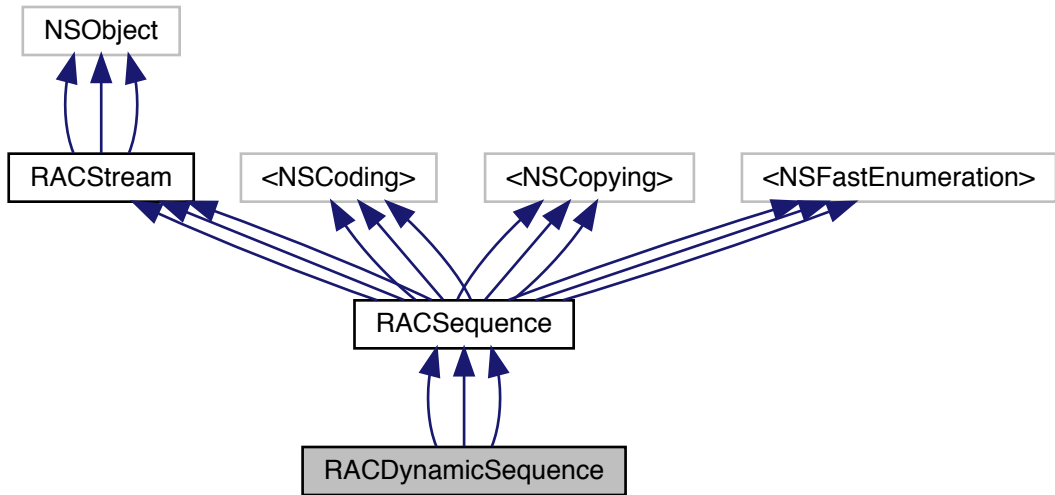 NSObject
RACStream
<NSCoding>
<NSCopying>
<NSFastEnumeration>
RACSequence
RACDynamicSequence